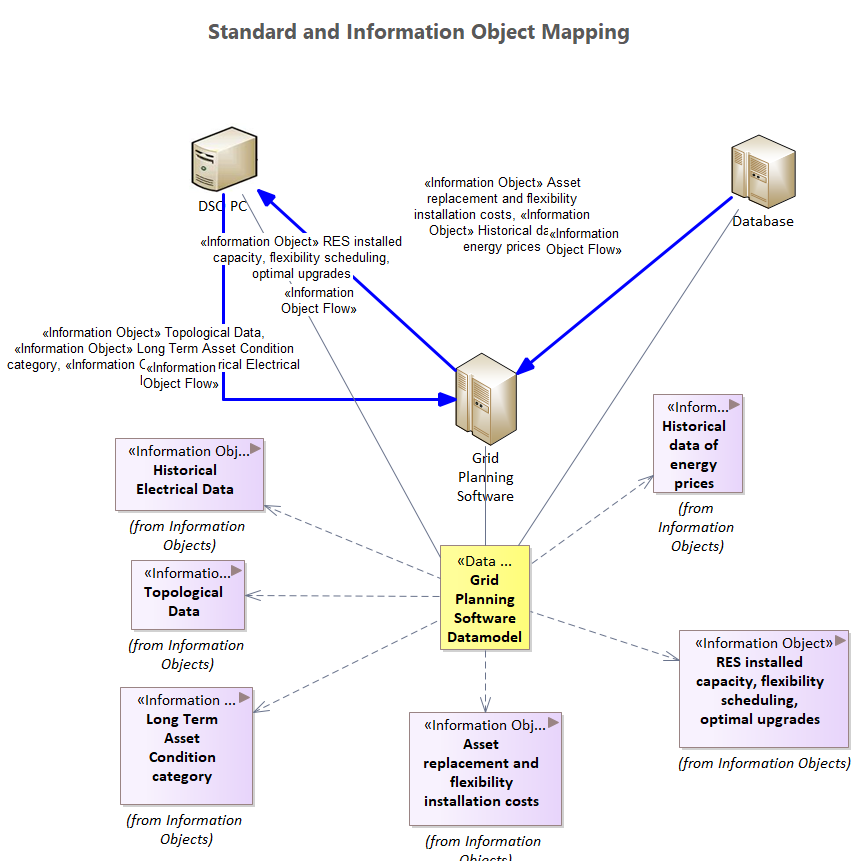 Standard and Information Object Mapping
DSO PC
Database
«Information Object» Asset
replacement and flexibility
installation costs, «Information
Object» Historical da
energy prices
«Information
Object Flow»
«Information Object» RES installed
capacity, flexibility scheduling,
optimal upgrades
«Information
Object Flow»
«Information Object» Topological Data,
«Information Object» Long Term Asset Condition
category, «Information rical Electrical
«Information
Object Flow»
Grid
Planning
Software
«Inform...
Historical
data of
energy
prices
(from
Information
Objects)
«Information Obj...
Historical
Electrical Data
(from Information
Objects)
«Informatio...
Topological
Data
(from Information
Objects)
«Data ...
Grid
Planning
Software
Datamodel
«Information Object»
RES installed
capacity, flexibility
scheduling,
optimal upgrades
(from Information Objects)
«Information ...
Long Term
Asset
Condition
category
(from Information
Objects)
«Information Obj...
Asset
replacement and
flexibility
installation costs
(from Information
Objects)